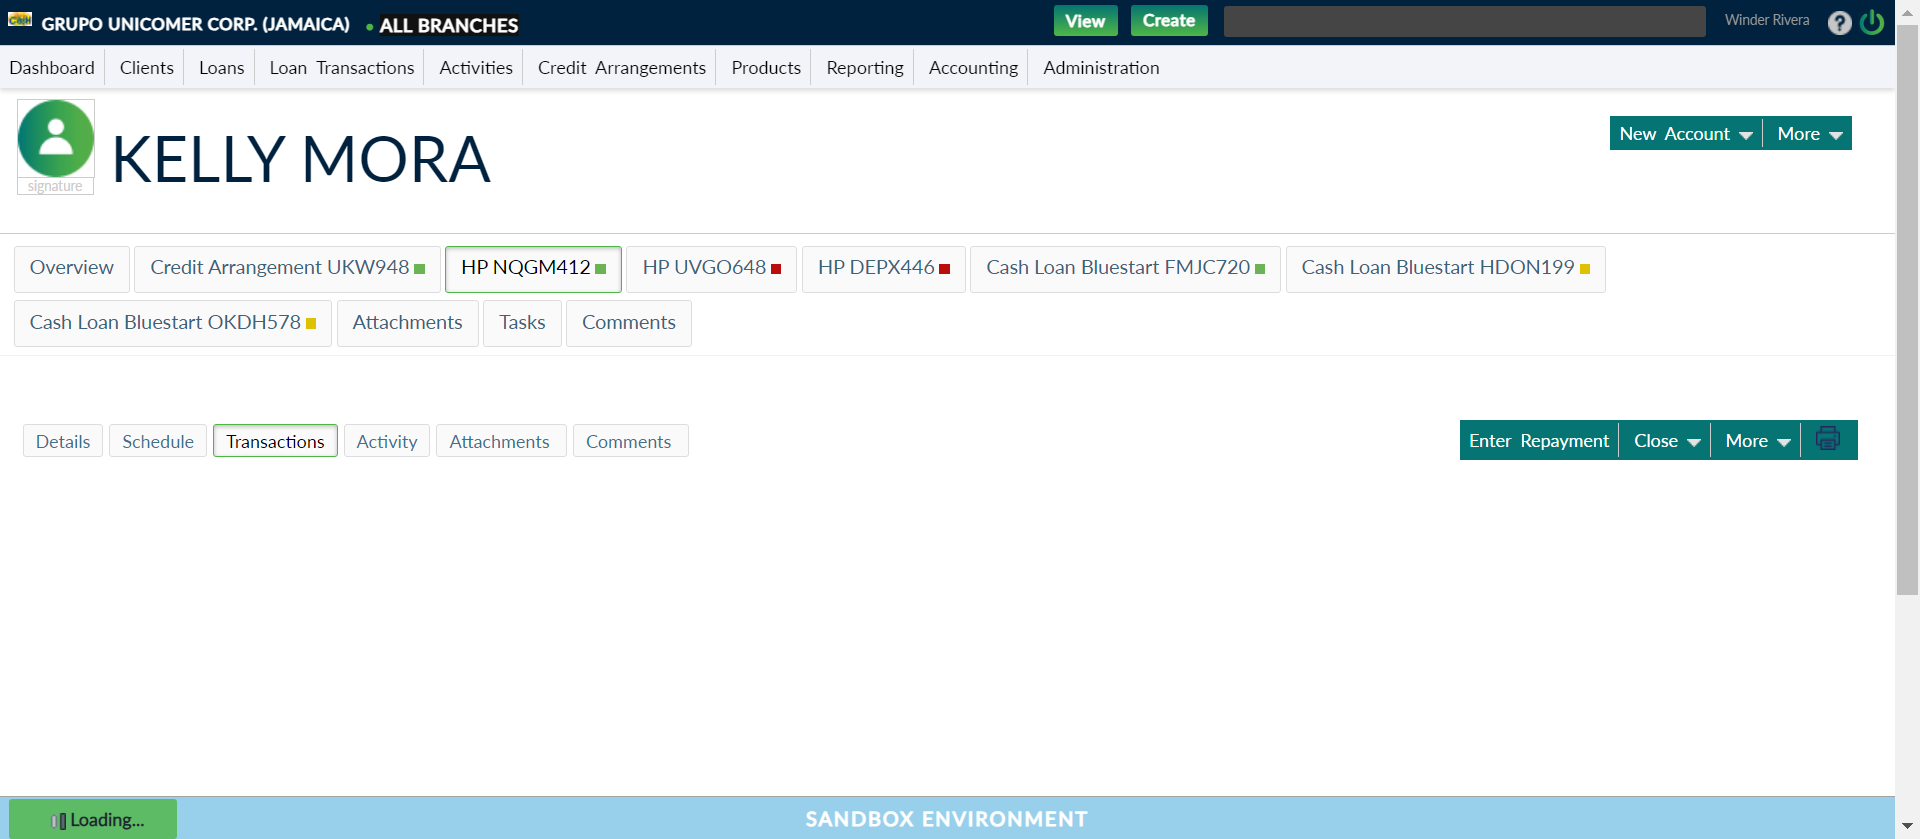 Cash GRUPO UNICOMER CORP. (JAMAICA) • ALL BRANCHES View Create Winder Rivera ?
Dashboard Clients Loans Loan Transactions Activities Credit Arrangements Products Reporting Accounting Administration
KELLY MORA
signature
New Account More
Overview Credit Arrangement UKW948 HP NQGM412 HP UVGO648 HP DEPX446 Cash Loan Bluestart FMJC720 Cash Loan Bluestart HDON199
Cash Loan Bluestart OKDH578 Attachments Tasks Comments
Details Schedule Transactions Activity Attachments Comments Enter Repayment Close More
Loading... SANDBOX ENVIRONMENT